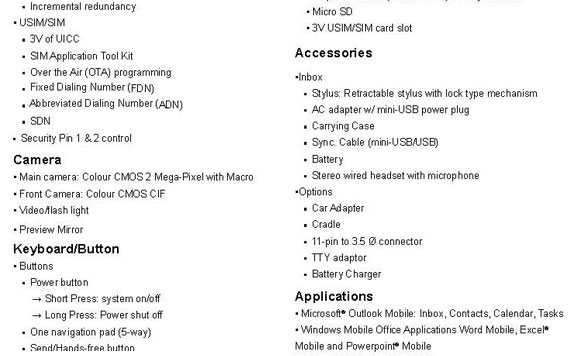 ▪ Incremental redundancy
• USIM/SIM
▪ 3V of UICC
▪ SIM Application Tool Kit
▪ Over the Air (OTA) programming
▪ Fixed Dialing Number (FDN)
▪ Abbreviated Dialing Number (ADN)
▪ SDN
• Security Pin 1 & 2 control
Camera
• Main camera: Colour CMOS 2 Mega-Pixel with Macro
• Front Camera: Colour CMOS CIF
• Video/flash light
• Preview Mirror
Keyboard/Button
• Buttons
▪ Power button
→ Short Press: system on/off
→ Long Press: Power shut off
▪ One navigation pad (5-way)
▪ Send/Hands-free button
▪ Micro SD
▪ 3V USIM/SIM card slot
Accessories
•Inbox
▪ Stylus: Retractable stylus with lock type mechanism
▪ AC adapter w/ mini-USB power plug
▪ Carrying Case
▪ Sync. Cable (mini-USB/USB)
▪ Battery
▪ Stereo wired headset with microphone
•Options
▪ Car Adapter
▪ Cradle
▪ 11-pin to 3.5 Ø connector
▪ TTY adaptor
▪ Battery Charger
Applications
• Microsoft® Outlook Mobile: Inbox, Contacts, Calendar, Tasks
• Windows Mobile Office Applications Word Mobile, Excel®
Mobile and Powerpoint® Mobile